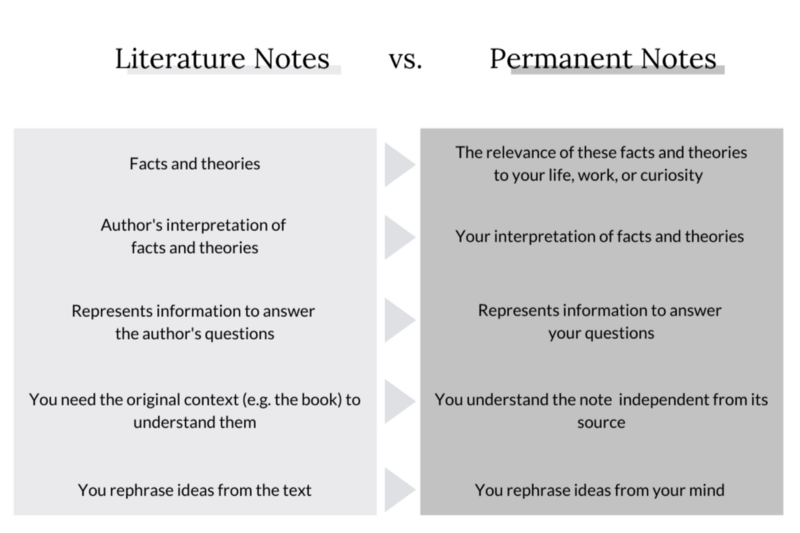 Literature Notes vs. Permanent Notes
Facts and theories
The relevance of these facts and theories
to your life, work, or curiosity
Author's interpretation of
facts and theories
Your interpretation of facts and theories
Represents information to answer
the author's questions
Represents information to answer
your questions
You need the original context (e.g. the book) to
understand them
You understand the note independent from its
source
You rephrase ideas from the text
You rephrase ideas from your mind